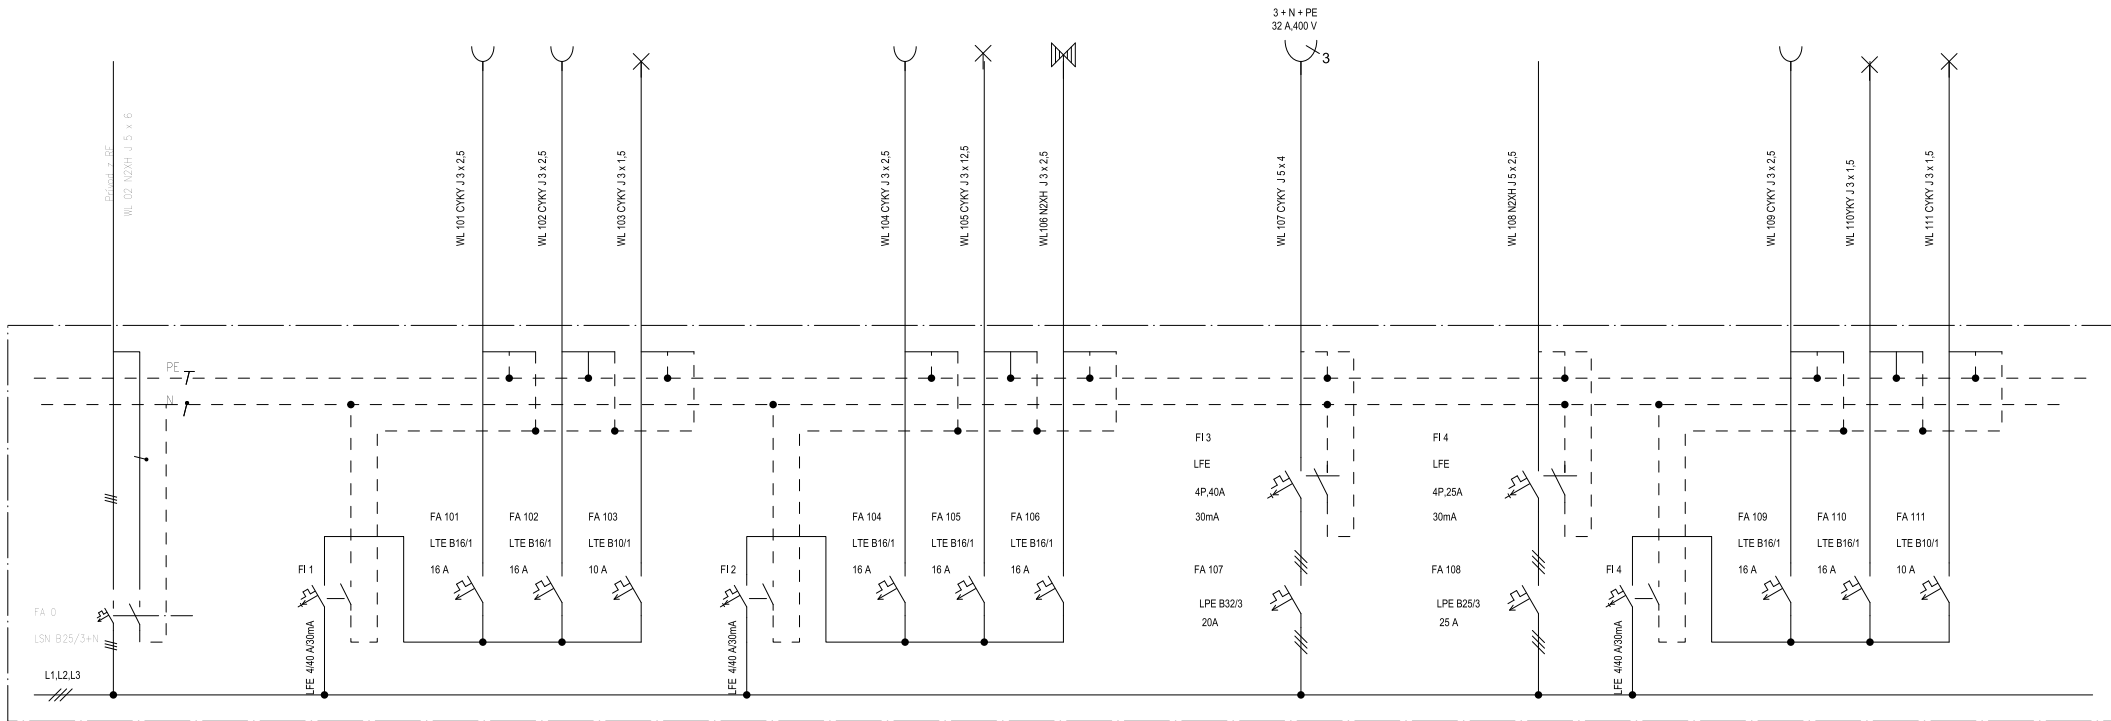 3 + N + PE
32 A,400 V
3
Prívod z RE
WL 02 N2XH J 5 x 6
WL 101 CYKY J 3 x 2,5
WL 102 CYKY J 3 x 2,5
WL 103 CYKY J 3 x 1,5
WL 104 CYKY J 3 x 2,5
WL 105 CYKY J 3 x 12,5
WL106 N2XH J 3 x 2,5
WL 107 CYKY J 5 x 4
WL 108 N2XH J 5 x 2,5
WL 109 CYKY J 3 x 2,5
WL 110YKY J 3 x 1,5
WL 111 CYKY J 3 x 1,5
PE
N
FA 0
LSN B25/3+N
L1,L2,L3
FI 1
LFE 4/40 A/30mA
FA 101
LTE B16/1
16 A
FA 102
LTE B16/1
16 A
FA 103
LTE B10/1
10 A
FI 2
LFE 4/40 A/30mA
FA 104
LTE B16/1
16 A
FA 105
LTE B16/1
16 A
FA 106
LTE B16/1
16 A
FI 3
LFE
4P,40A
30mA
FA 107
LPE B32/3
20A
FI 4
LFE
4P,25A
30mA
FA 108
LPE B25/3
25 A
FI 4
LFE 4/40 A/30mA
FA 109
LTE B16/1
16 A
FA 110
LTE B16/1
16 A
FA 111
LTE B10/1
10 A